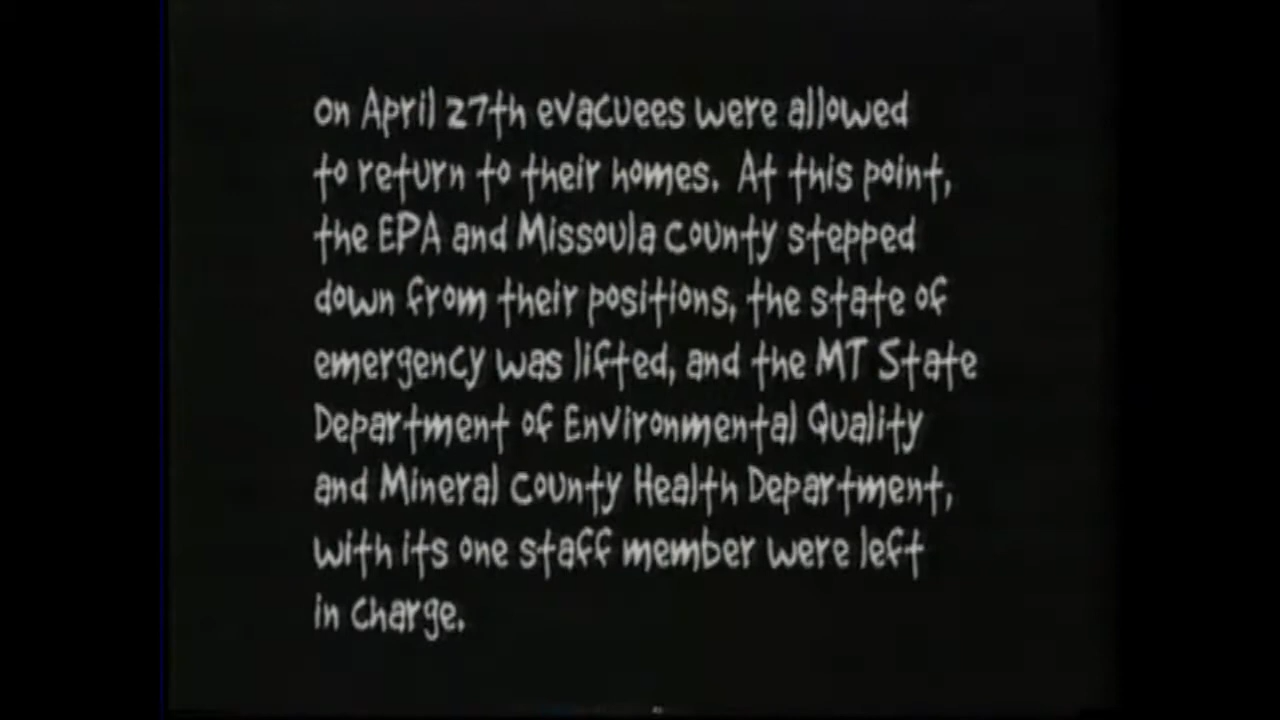 on April 27th evacuees were allowed
to return to their homes. At this point,
the EPA and Missoula county stepped
down from their positions, the state of
emergency was lifted, and the MT State
Department of Environmental Quality
and Mineral county Health Department,
with its one staff member were left
in charge.